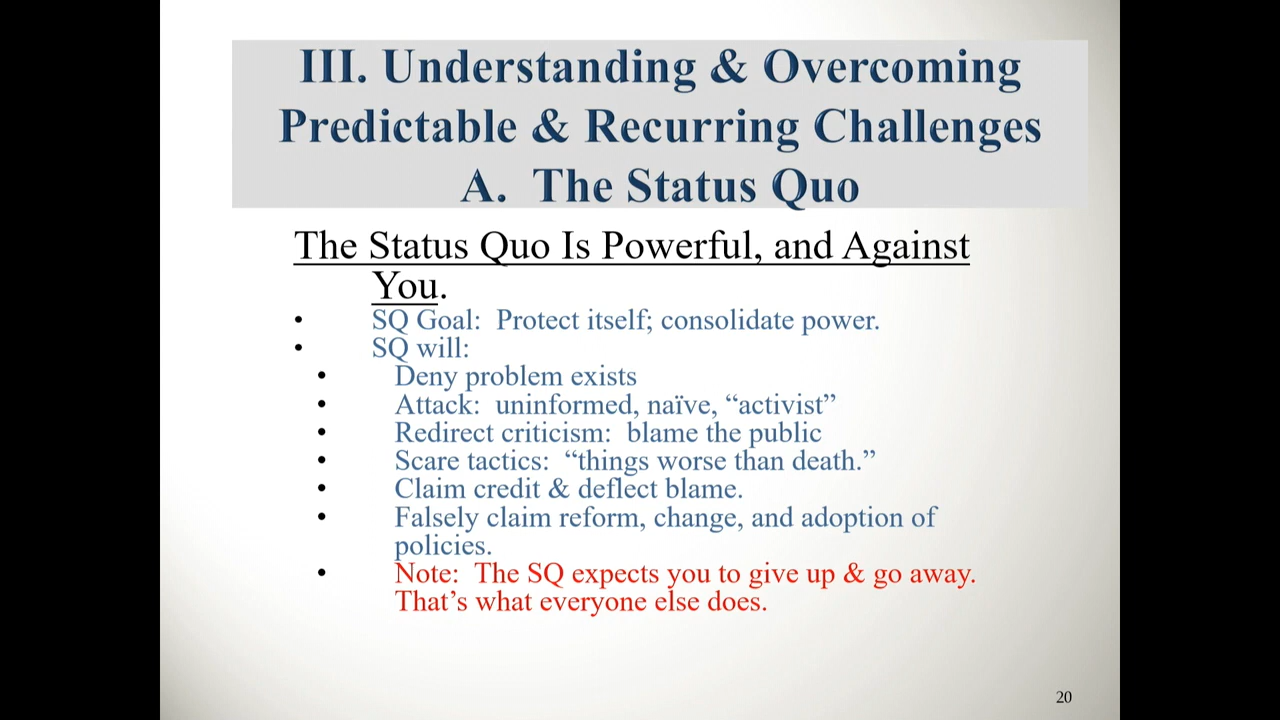 III. Understanding & Overcoming
Predictable & Recurring Challenges
A. The Status Quo
The Status Quo Is Powerful, and Against
You.
• SQ Goal: Protect itself; consolidate power.
• SQ will:
• Deny problem exists
• Attack: uninformed, naïve, “activist”
• Redirect criticism: blame the public
• Scare tactics: “things worse than death.”
• Claim credit & deflect blame.
• Falsely claim reform, change, and adoption of
policies.
• Note: The SQ expects you to give up & go away.
That’s what everyone else does.
20